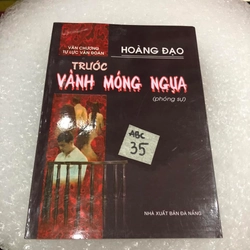 VĂN CHƯƠNG
TỰ LỰC VĂN ĐOÀN
HOÀNG ĐẠO
TRƯỚC
VÀNH MÓNG NGỰA
(phóng sự)
ABC
35
NHÀ XUẤT BẢN ĐÀ NẴNG